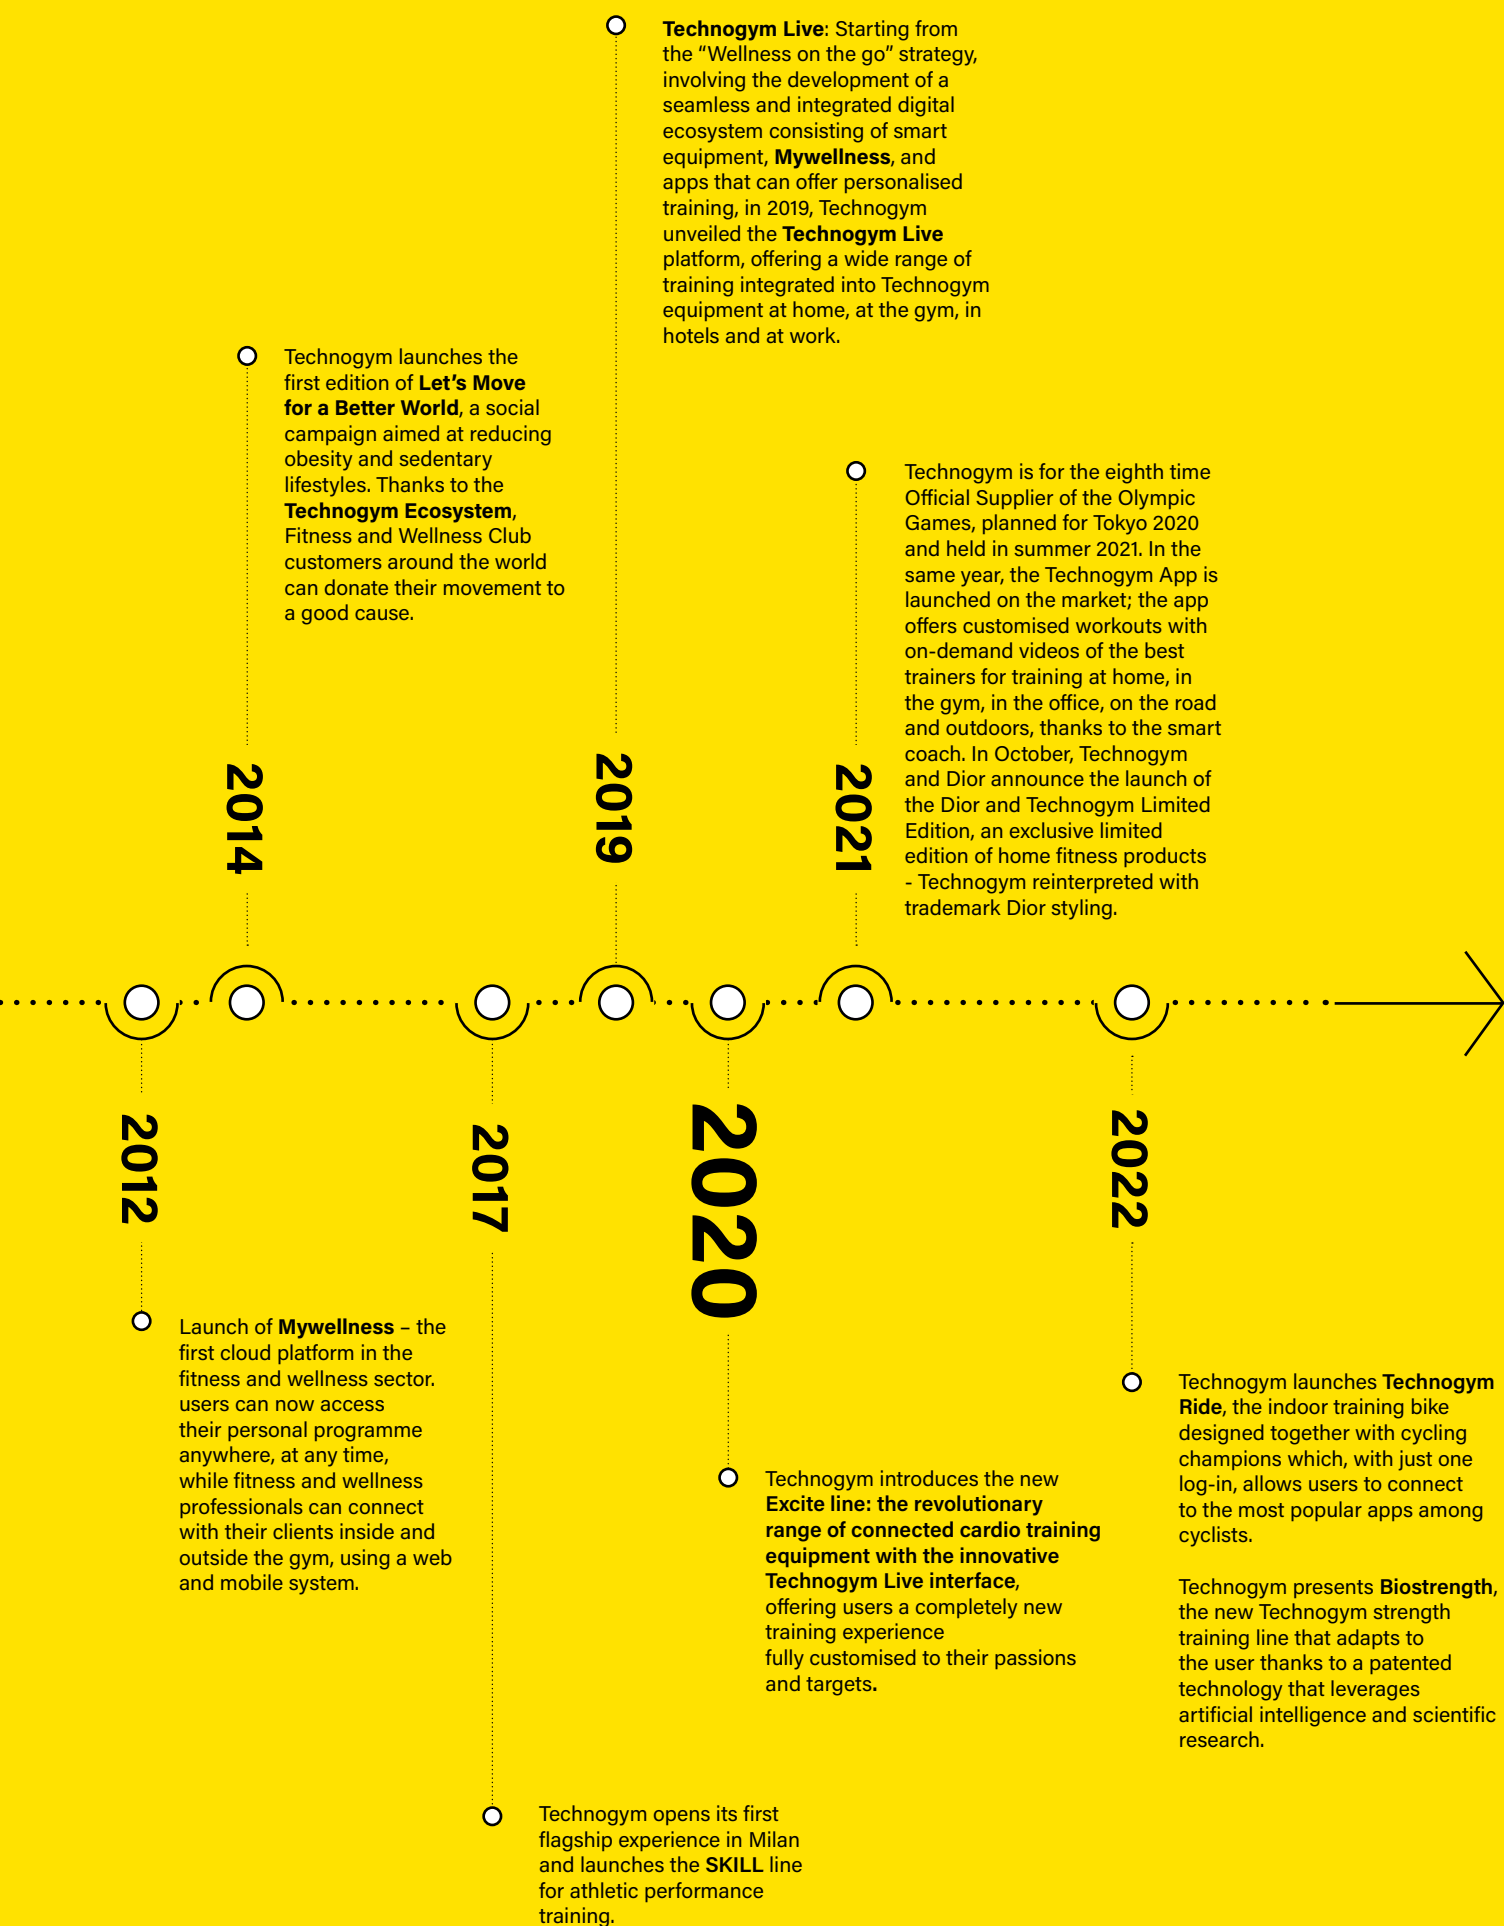 Technogym Live: Starting from
the “Wellness on the go” strategy,
involving the development of a
seamless and integrated digital
ecosystem consisting of smart
equipment, Mywellness, and
apps that can offer personalised
training, in 2019, Technogym
unveiled the Technogym Live
platform, offering a wide range of
training integrated into Technogym
equipment at home, at the gym, in
hotels and at work.
Technogym launches the
first edition of Let’s Move
for a Better World, a social
campaign aimed at reducing
obesity and sedentary
lifestyles. Thanks to the
Technogym Ecosystem,
Fitness and Wellness Club
customers around the world
can donate their movement to
a good cause.
Technogym is for the eighth time
Official Supplier of the Olympic
Games, planned for Tokyo 2020
and held in summer 2021. In the
same year, the Technogym App is
launched on the market; the app
offers customised workouts with
on-demand videos of the best
trainers for training at home, in
the gym, in the office, on the road
and outdoors, thanks to the smart
coach. In October, Technogym
and Dior announce the launch of
the Dior and Technogym Limited
Edition, an exclusive limited
edition of home fitness products
- Technogym reinterpreted with
trademark Dior styling.
2014
2019
2021
2012
2017
2020
2022
Launch of Mywellness – the
first cloud platform in the
fitness and wellness sector.
users can now access
their personal programme
anywhere, at any time,
while fitness and wellness
professionals can connect
with their clients inside and
outside the gym, using a web
and mobile system.
Technogym launches Technogym
Ride, the indoor training bike
designed together with cycling
champions which, with just one
log-in, allows users to connect
to the most popular apps among
cyclists.
Technogym presents Biostrength,
the new Technogym strength
training line that adapts to
the user thanks to a patented
technology that leverages
artificial intelligence and scientific
research.
Technogym introduces the new
Excite line: the revolutionary
range of connected cardio training
equipment with the innovative
Technogym Live interface,
offering users a completely new
training experience
fully customised to their passions
and targets.
Technogym opens its first
flagship experience in Milan
and launches the SKILL line
for athletic performance
training.